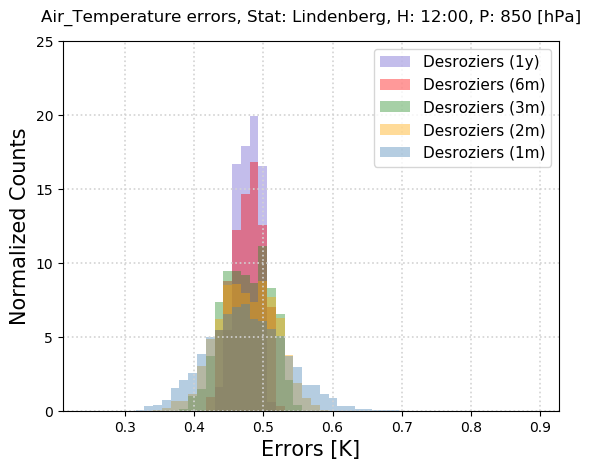 Air_Temperature errors, Stat: Lindenberg, H: 12:00, P: 850 [hPa]
25
20
15
10
5
0
Normalized Counts
Desroziers (1y)
Desroziers (6m)
Desroziers (3m)
Desroziers (2m)
Desroziers (1m)
0.3 0.4 0.5 0.6 0.7 0.8 0.9
Errors [K]